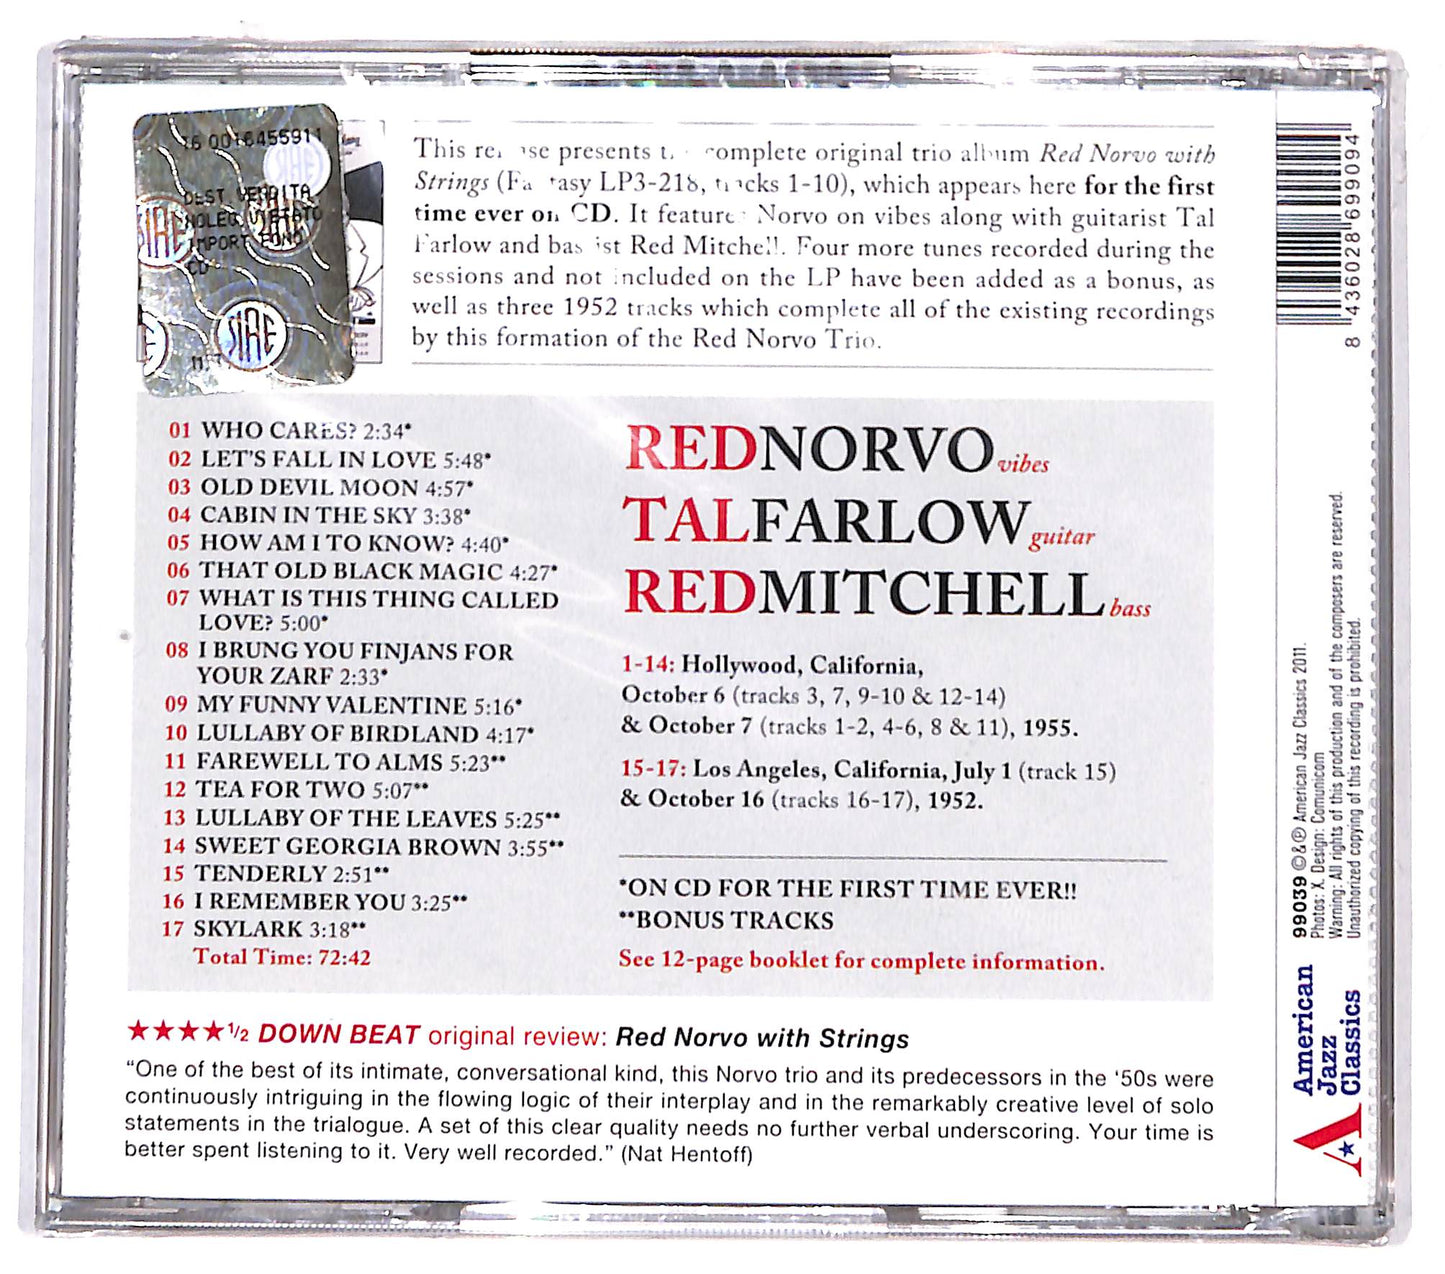 16 0016455911
DEST VENDITA
NOLEG VIETATO
IMPORT FONO
CD
SIAE
SIAE
SIAE
This presents complete original trio album Red Norvo with
Strings LP3-218, tracks 1-10), which appears here for the first
time ever on CD. It features Norvo on vibes along with guitarist Tal
Farlow and bassist Red Mitchell. Four more tunes recorded during the
sessions and not included on the LP have been added as a bonus, as
well as three 1952 tracks which complete all of the existing recordings
by this formation of the Red Norvo Trio.
01 WHO CARES? 2:34*
02 LET'S FALL IN LOVE 5:48*
03 OLD DEVIL MOON 4:57*
04 CABIN IN THE SKY 3:38*
05 HOW AM I TO KNOW? 4:40*
06 THAT OLD BLACK MAGIC 4:27*
07 WHAT IS THIS THING CALLED
LOVE? 5:00*
08 I BRUNG YOU FINJANS FOR
YOUR ZARF 2:33*
09 MY FUNNY VALENTINE 5:16*
10 LULLABY OF BIRDLAND 4:17*
11 FAREWELL TO ALMS 5:23**
12 TEA FOR TWO 5:07**
13 LULLABY OF THE LEAVES 5:25**
14 SWEET GEORGIA BROWN 3:55**
15 TENDERLY 2:51**
16 I REMEMBER YOU 3:25**
17 SKYLARK 3:18**
Total Time: 72:42
REDNORVO vibes
TALFARLOW guitar
REDMITCHELL bass
1-14: Hollywood, California,
October 6 (tracks 3, 7, 9-10 & 12-14)
& October 7 (tracks 1-2, 4-6, 8 & 11), 1955.
15-17: Los Angeles, California, July 1 (track 15)
& October 16 (tracks 16-17), 1952.
*ON CD FOR THE FIRST TIME EVER!!
**BONUS TRACKS
See 12-page booklet for complete information.
★★★★1/2 DOWN BEAT original review: Red Norvo with Strings
“One of the best of its intimate, conversational kind, this Norvo trio and its predecessors in the ‘50s were
continuously intriguing in the flowing logic of their interplay and in the remarkably creative level of solo
statements in the trialogue. A set of this clear quality needs no further verbal underscoring. Your time is
better spent listening to it. Very well recorded.” (Nat Hentoff)
8 436028 699094
99039 ©&℗ American Jazz Classics 2011.
Photos: X. Design: Comunicom
Warning: All rights of this production and of the composers are reserved.
Unauthorized copying of this recording is prohibited.
American
Jazz
Classics